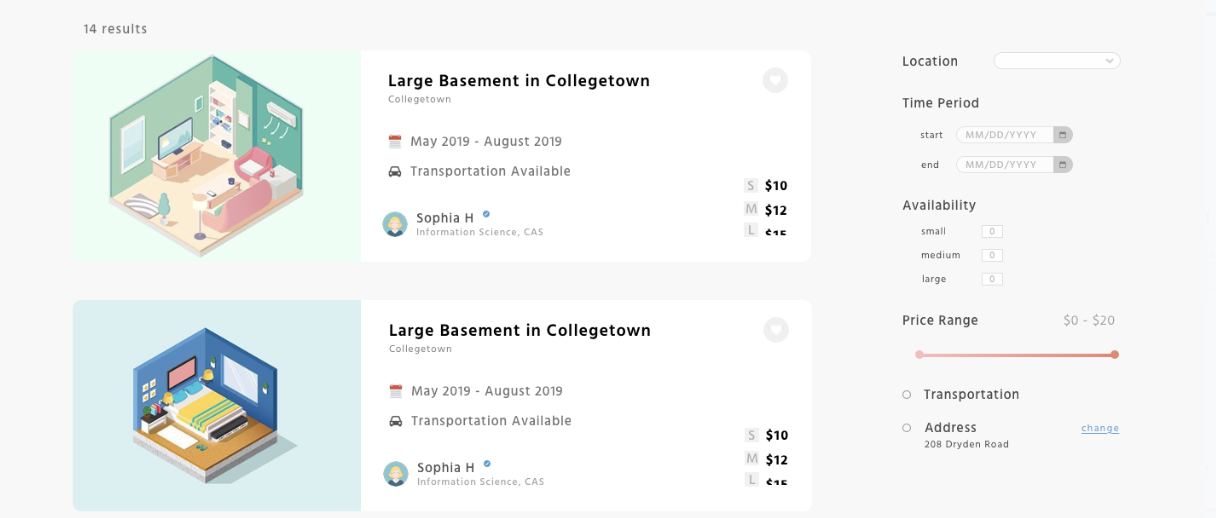 14 results
Large Basement in Collegetown
Collegetown
May 2019 - August 2019
Transportation Available
S $10
M $12
L $15
Sophia H
Information Science, CAS
Large Basement in Collegetown
Collegetown
May 2019 - August 2019
Transportation Available
S $10
M $12
L $15
Sophia H
Information Science, CAS
Location
Time Period
start MM/DD/YYYY
end MM/DD/YYYY
Availability
small 0
medium 0
large 0
Price Range $0 - $20
Transportation
Address change
208 Dryden Road